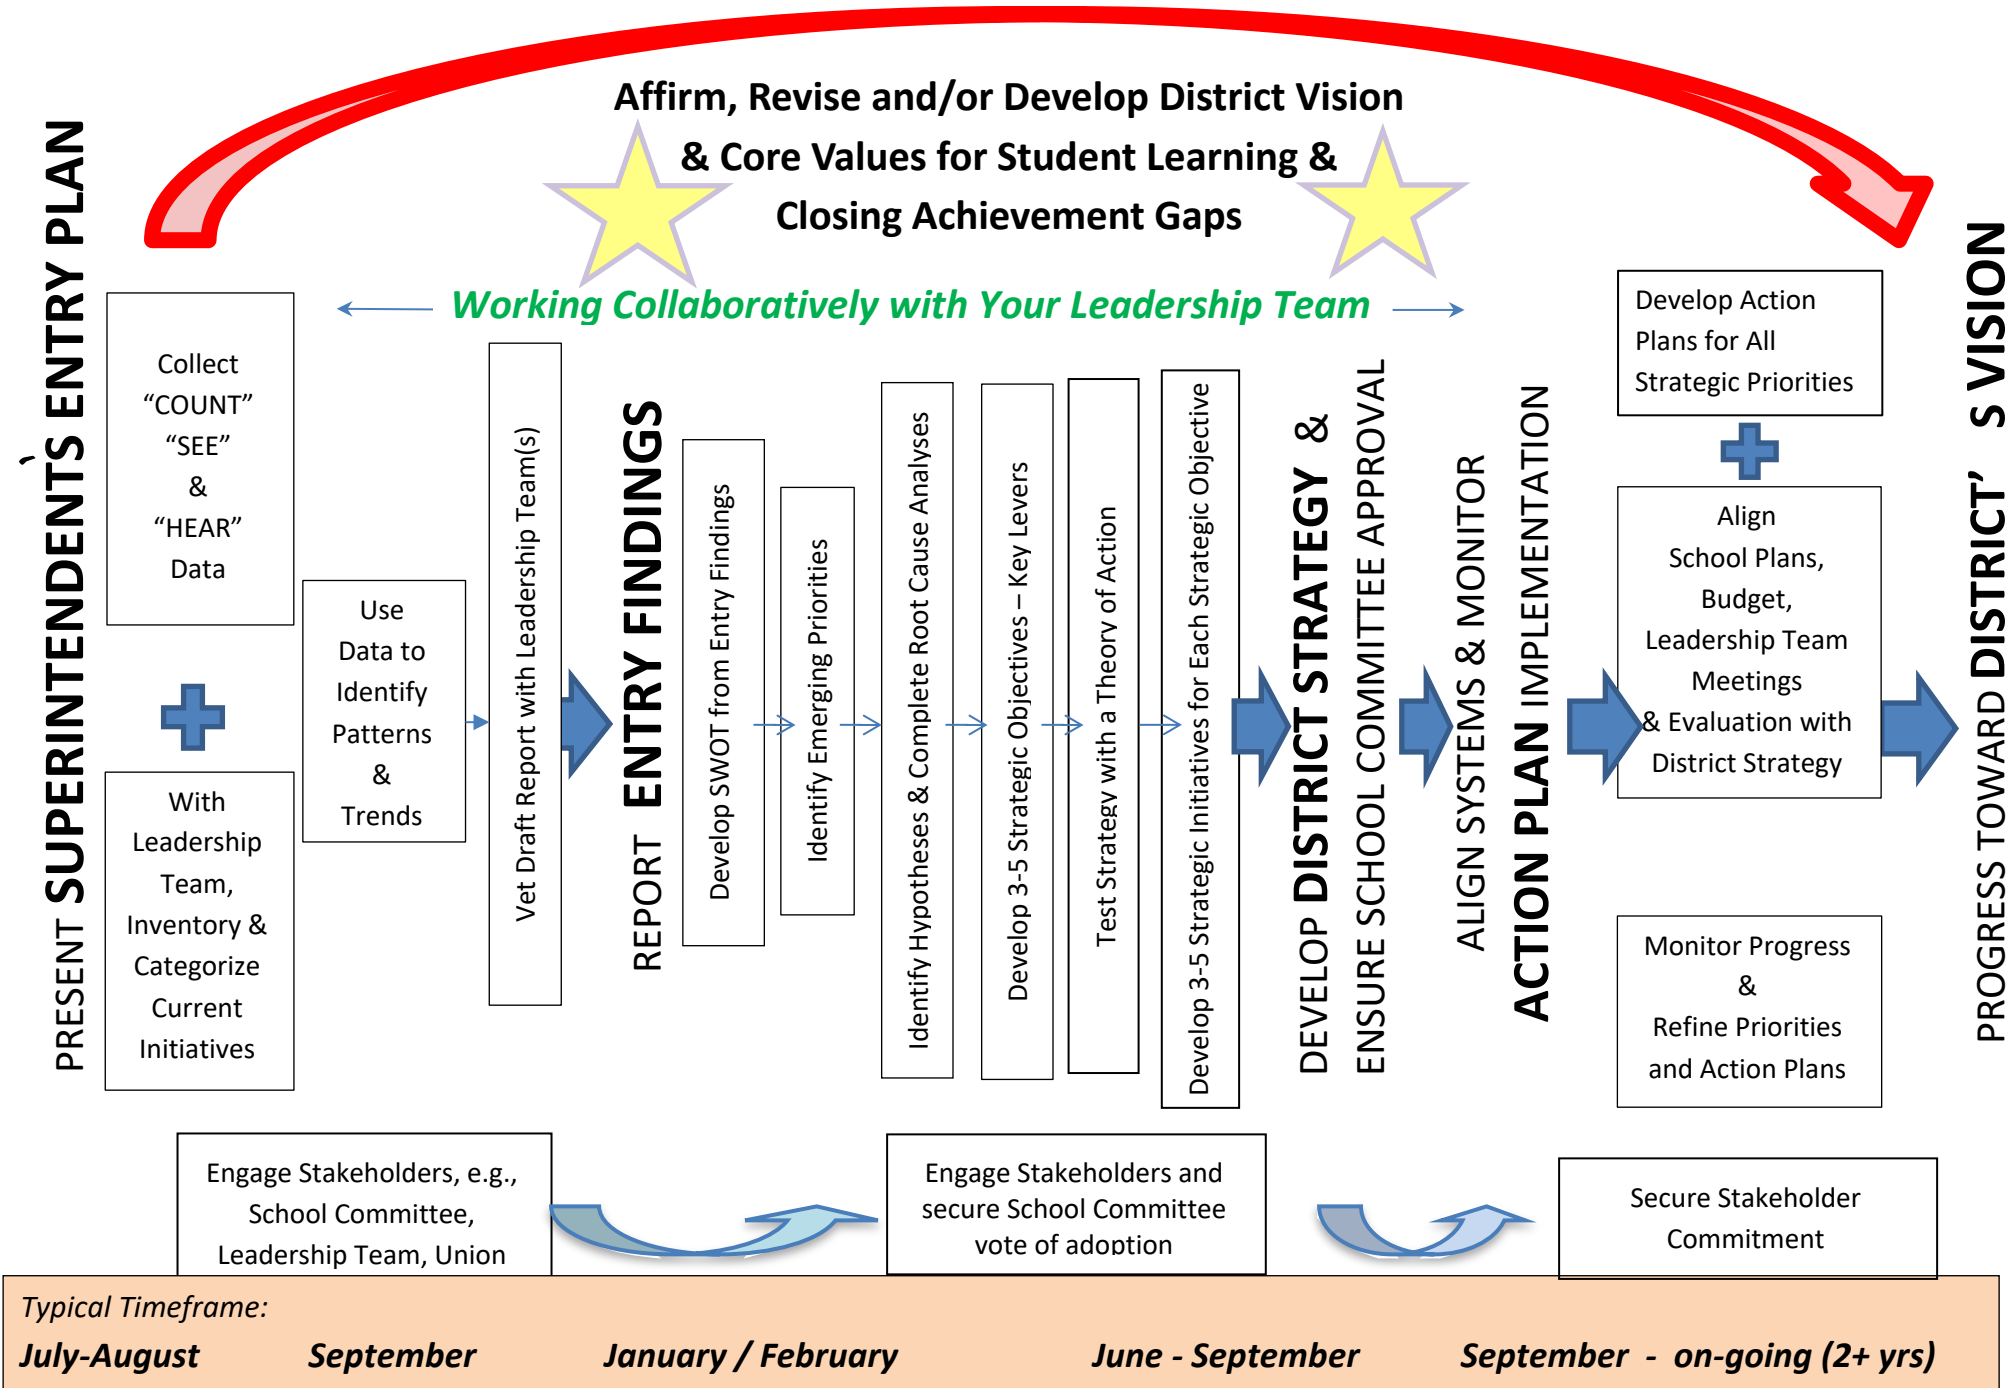 Affirm, Revise and/or Develop District Vision
& Core Values for Student Learning &
Closing Achievement Gaps
Working Collaboratively with Your Leadership Team
PRESENT SUPERINTENDENTS ENTRY PLAN
Collect
“COUNT”
“SEE”
&
“HEAR”
Data
With
Leadership
Team,
Inventory &
Categorize
Current
Initiatives
Use
Data to
Identify
Patterns
&
Trends
Vet Draft Report with Leadership Team(s)
REPORT ENTRY FINDINGS
Develop SWOT from Entry Findings
Identify Emerging Priorities
Identify Hypotheses & Complete Root Cause Analyses
Develop 3-5 Strategic Objectives – Key Levers
Test Strategy with a Theory of Action
Develop 3-5 Strategic Initiatives for Each Strategic Objective
DEVELOP DISTRICT STRATEGY &
ENSURE SCHOOL COMMITTEE APPROVAL
ALIGN SYSTEMS & MONITOR
ACTION PLAN IMPLEMENTATION
Develop Action
Plans for All
Strategic Priorities
Align
School Plans,
Budget,
Leadership Team
Meetings
& Evaluation with
District Strategy
Monitor Progress
&
Refine Priorities
and Action Plans
PROGRESS TOWARD DISTRICT’ S VISION
Engage Stakeholders, e.g.,
School Committee,
Leadership Team, Union
Engage Stakeholders and
secure School Committee
vote of adoption
Secure Stakeholder
Commitment
Typical Timeframe:
July-August September January / February June - September September - on-going (2+ yrs)